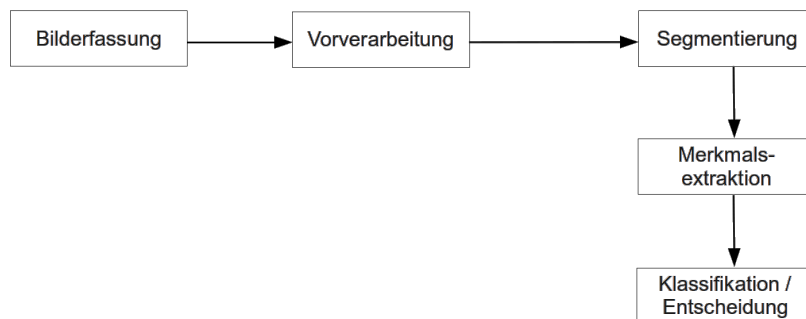 Bilderfassung
Vorverarbeitung
Segmentierung
Merkmals-
extraktion
Klassifikation /
Entscheidung